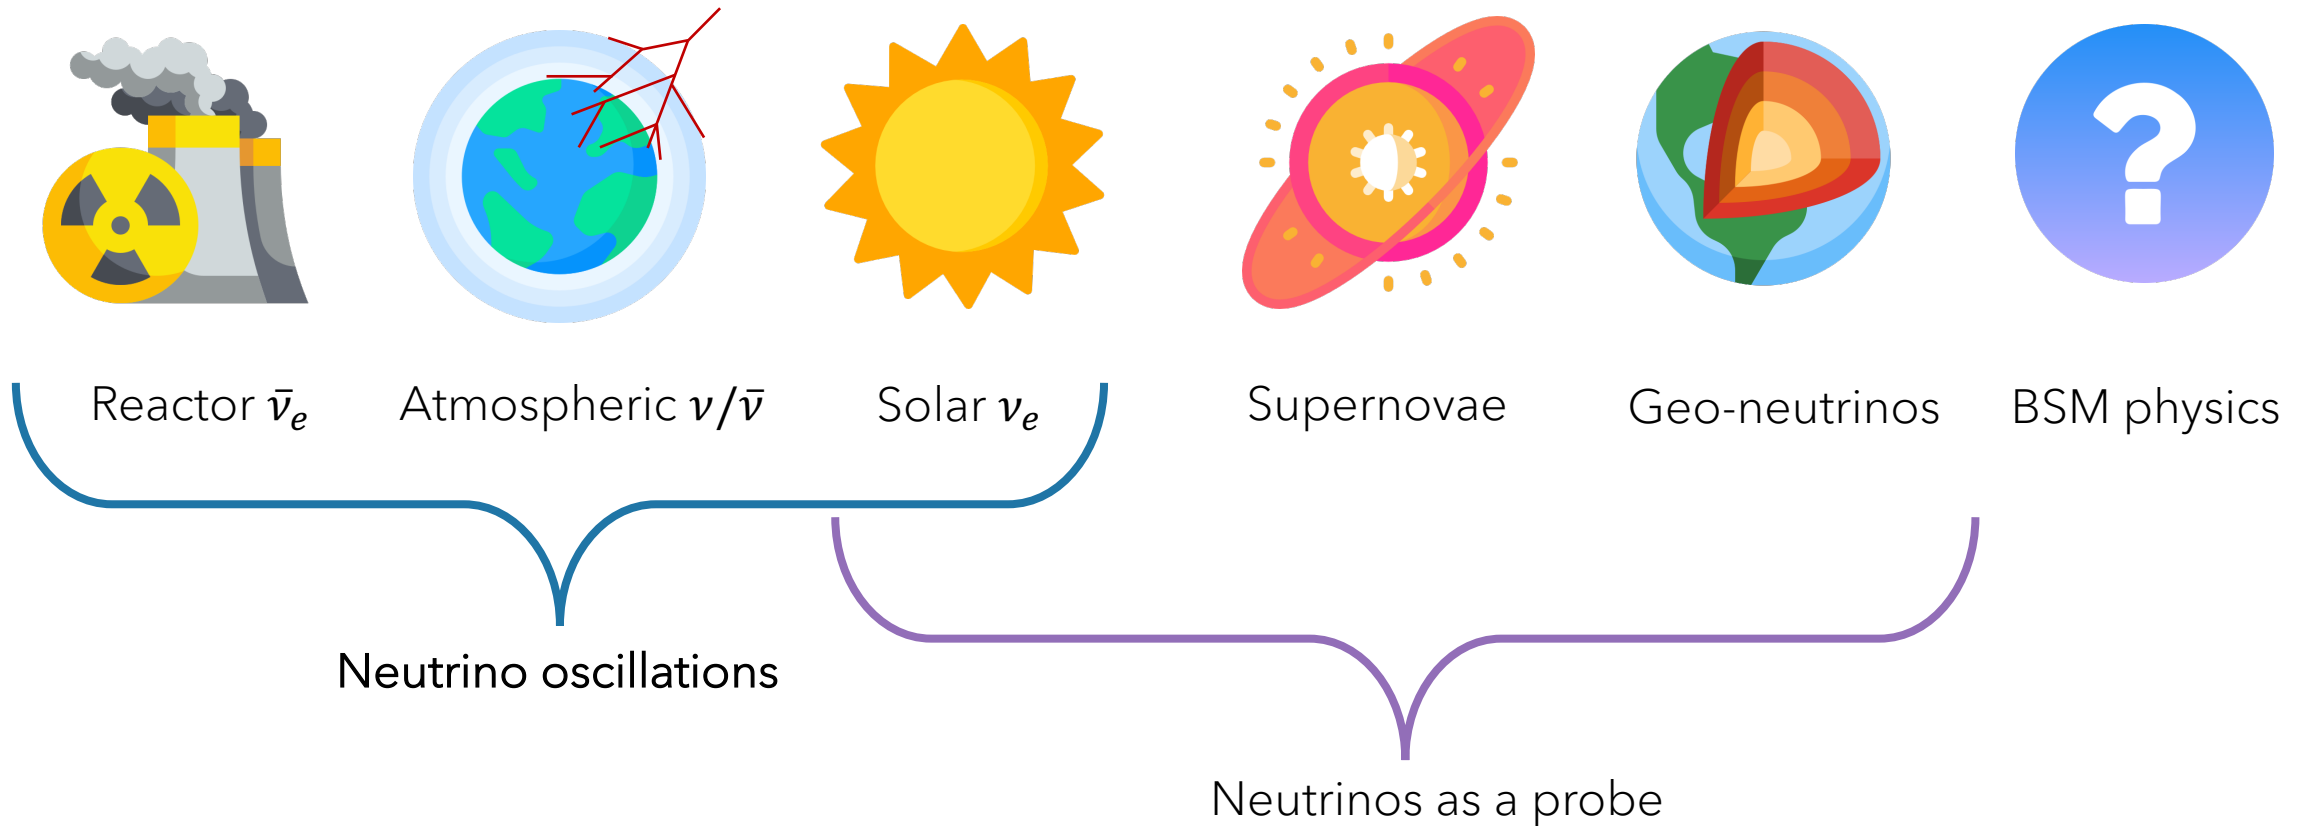 Reactor ν̄ₑ
Atmospheric ν/ν̄
Solar νₑ
Supernovae
Geo-neutrinos
BSM physics
Neutrino oscillations
Neutrinos as a probe